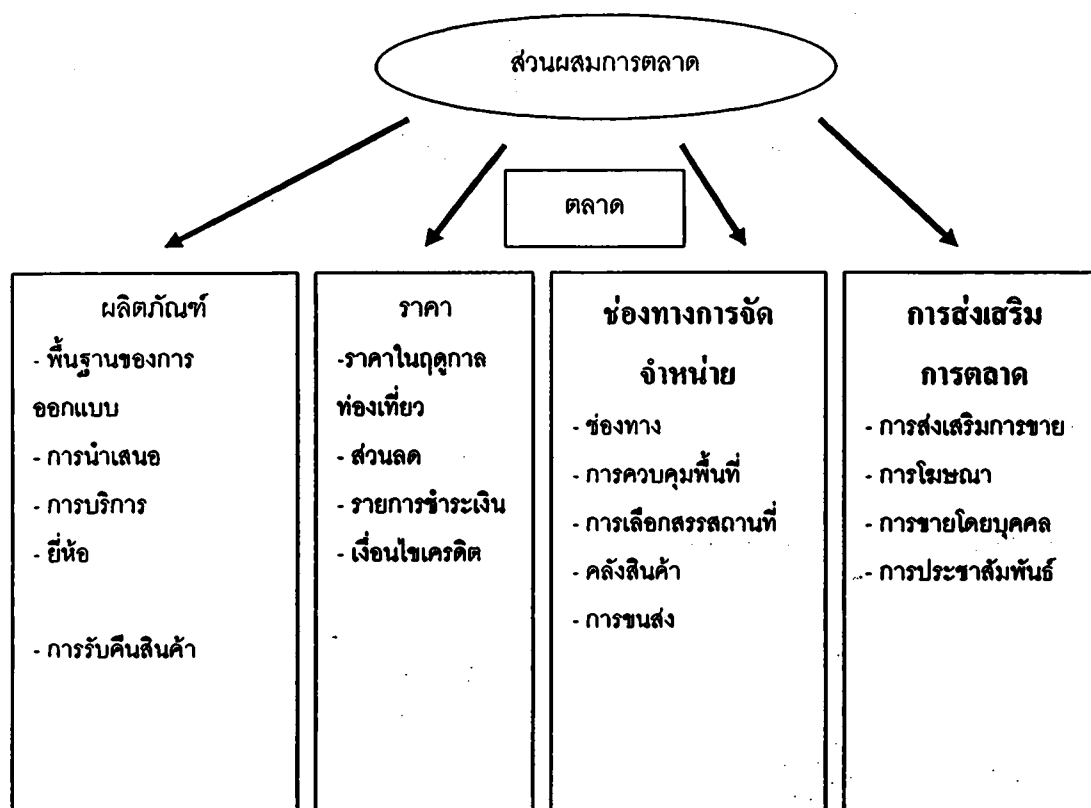 ส่วนผสมการตลาด
ตลาด
ผลิตภัณฑ์
- พื้นฐานของการ
ออกแบบ
- การนำเสนอ
- การบริการ
- ยี่ห้อ
- การรับคืนสินค้า
ราคา
-ราคาในฤดูกาล
ท่องเที่ยว
- ส่วนลด
- รายการชำระเงิน
- เงื่อนไขเครดิต
ช่องทางการจัด
จำหน่าย
- ช่องทาง
- การควบคุมพื้นที่
- การเลือกสรรสถานที่
- คลังสินค้า
- การขนส่ง
การส่งเสริม
การตลาด
- การส่งเสริมการขาย
- การโฆษณา
- การขายโดยบุคคล
- การประชาสัมพันธ์